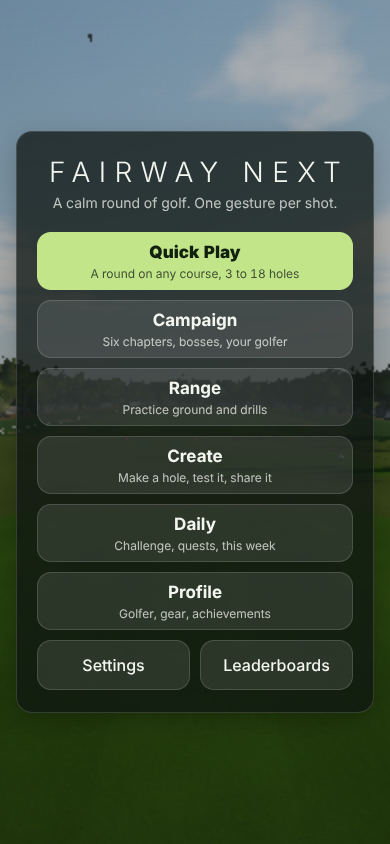 FAIRWAY NEXT
A calm round of golf. One gesture per shot.
Quick Play
A round on any course, 3 to 18 holes
Campaign
Six chapters, bosses, your golfer
Range
Practice ground and drills
Create
Make a hole, test it, share it
Daily
Challenge, quests, this week
Profile
Golfer, gear, achievements
Settings
Leaderboards